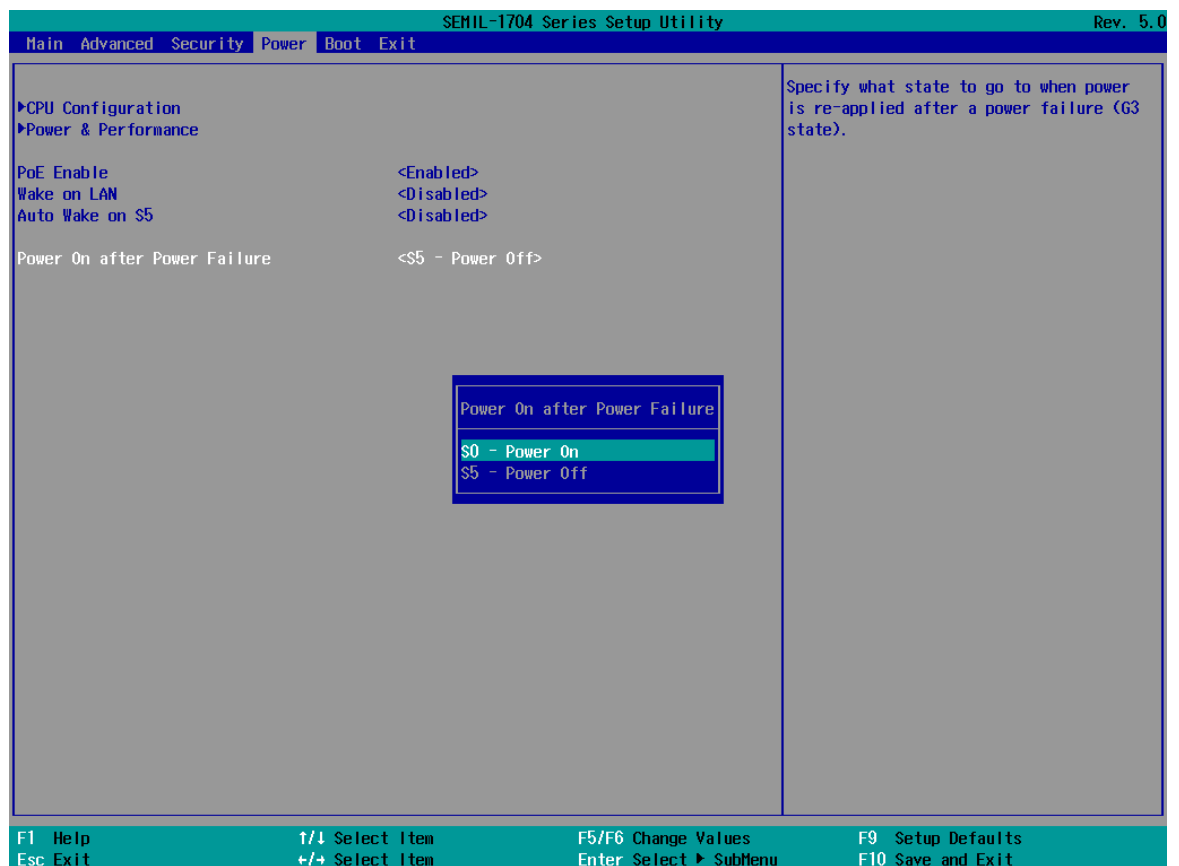 SEMIL-1704 Series Setup Utility Rev. 5.0
Main Advanced Security Power Boot Exit
▶CPU Configuration
▶Power & Performance
PoE Enable <Enabled>
Wake on LAN <Disabled>
Auto Wake on S5 <Disabled>
Power On after Power Failure <S5 - Power Off>
Specify what state to go to when power
is re-applied after a power failure (G3
state).
Power On after Power Failure
S0 - Power On
S5 - Power Off
F1 Help ↑/↓ Select Item F5/F6 Change Values F9 Setup Defaults
Esc Exit ←/→ Select Item Enter Select ▶ SubMenu F10 Save and Exit